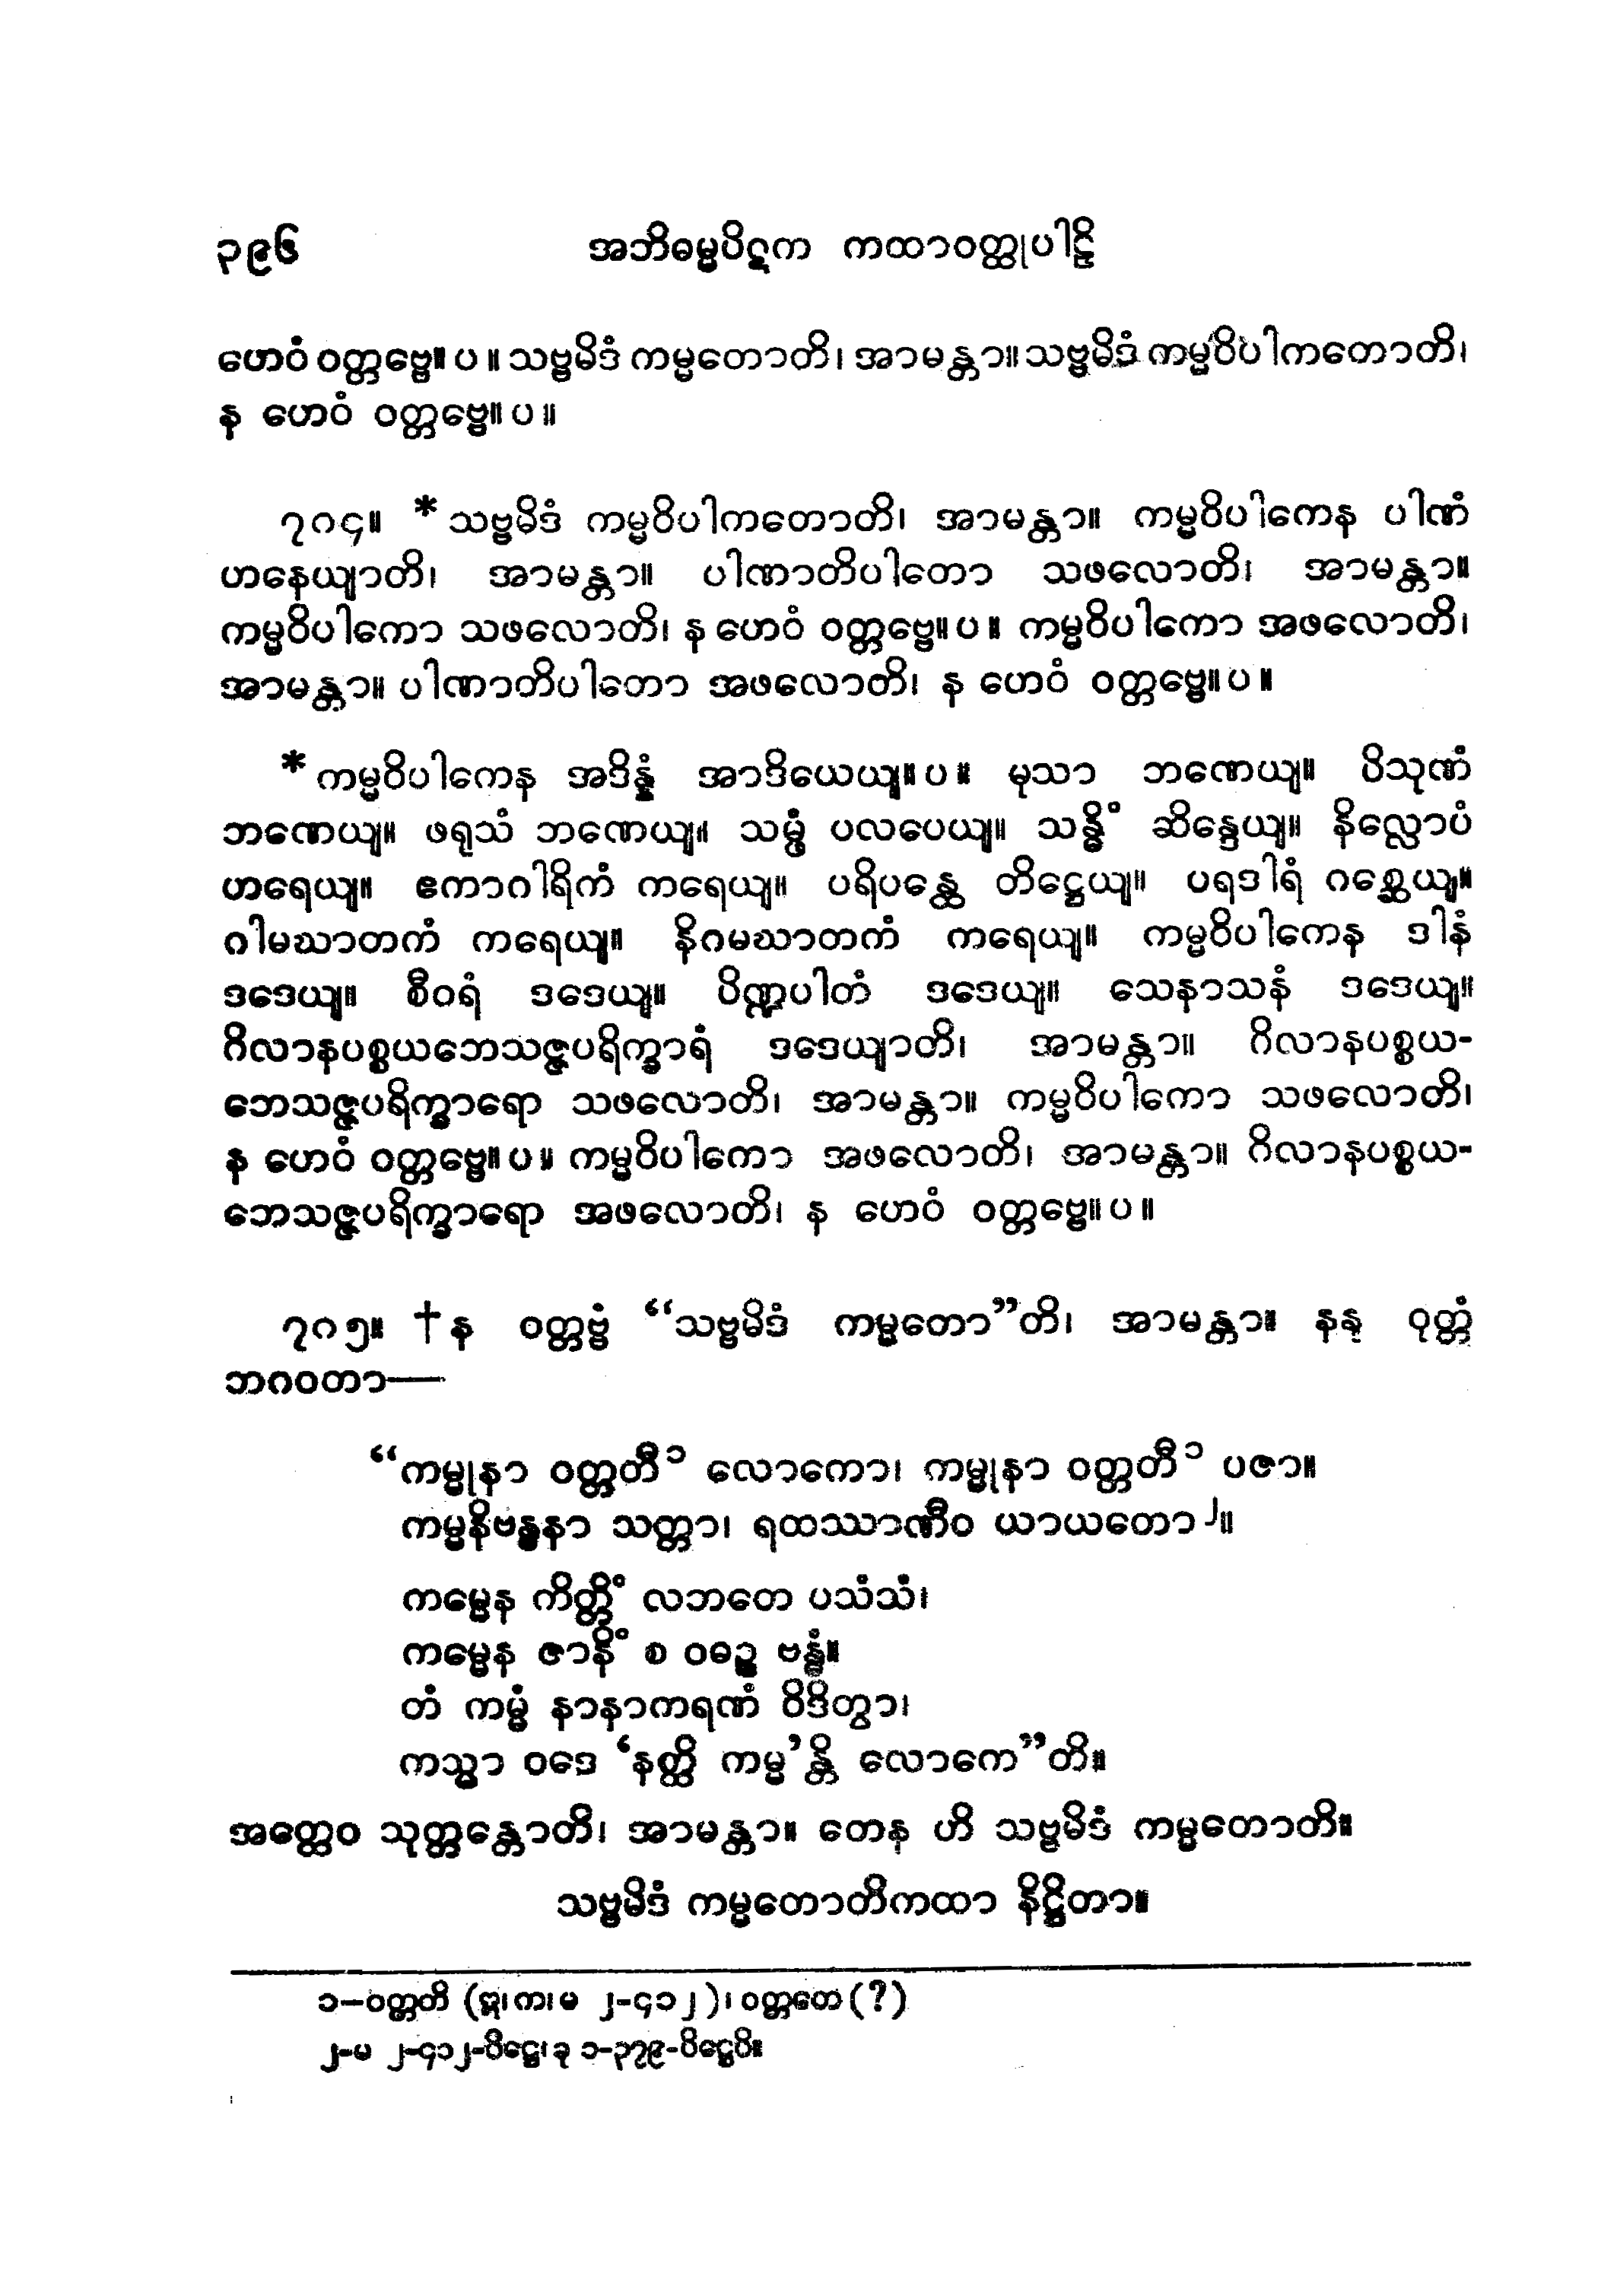 ၃၉၆ အဘိဓမ္မပိဋက ကထာဝတ္ထုပါဠိ
ဟေဝံ ဝတ္တဗ္ဗေ။ ပ ။ သဗ္ဗမိဒံ ကမ္မတောတိ၊ အာမန္တာ။ သဗ္ဗမိဒံ ကမ္မဝိပါကတောတိ၊
န ဟေဝံ ဝတ္တဗ္ဗေ။ ပ ။
၇၈၄။ *သဗ္ဗမိဒံ ကမ္မဝိပါကတောတိ၊ အာမန္တာ။ ကမ္မဝိပါကေန ပါဏံ
ဟနေယျာတိ၊ အာမန္တာ။ ပါဏာတိပါတော သဖလောတိ၊ အာမန္တာ။
ကမ္မဝိပါကော သဖလောတိ၊ န ဟေဝံ ဝတ္တဗ္ဗေ။ ပ ။ ကမ္မဝိပါကော အဖလောတိ၊
အာမန္တာ။ ပါဏာတိပါတော အဖလောတိ၊ န ဟေဝံ ဝတ္တဗ္ဗေ။ ပ ။
*ကမ္မဝိပါကေန အဒိန္နံ အာဒိယေယျ။ ပ ။ မုသာ ဘဏေယျ။ ပိသုဏံ
ဘဏေယျ။ ဖရုသံ ဘဏေယျ။ သမ္ဖံ ပလပေယျ။ သန္ဓိံ ဆိန္ဒေယျ။ နိလ္လောပံ
ဟရေယျ။ ဧကာဂါရိကံ ကရေယျ။ ပရိပန္ထေ တိဋ္ဌေယျ။ ပရဒါရံ ဂစ္ဆေယျ။
ဂါမဃာတကံ ကရေယျ။ နိဂမဃာတကံ ကရေယျ။ ကမ္မဝိပါကေန ဒါနံ
ဒဒေယျ။ စီဝရံ ဒဒေယျ။ ပိဏ္ဍပါတံ ဒဒေယျ။ သေနာသနံ ဒဒေယျ။
ဂိလာနပစ္စယဘေသဇ္ဇပရိက္ခာရံ ဒဒေယျာတိ၊ အာမန္တာ။ ဂိလာနပစ္စယ-
ဘေသဇ္ဇပရိက္ခာရော သဖလောတိ၊ အာမန္တာ။ ကမ္မဝိပါကော သဖလောတိ၊
န ဟေဝံ ဝတ္တဗ္ဗေ။ ပ ။ ကမ္မဝိပါကော အဖလောတိ၊ အာမန္တာ။ ဂိလာနပစ္စယ-
ဘေသဇ္ဇပရိက္ခာရော အဖလောတိ၊ န ဟေဝံ ဝတ္တဗ္ဗေ။ ပ ။
၇၈၅။ †န ဝတ္တဗ္ဗံ “သဗ္ဗမိဒံ ကမ္မတော”တိ၊ အာမန္တာ။ နနု ဝုတ္တံ
ဘဂဝတာ—
“ကမ္မုနာ ဝတ္တတီ၁ လောကော၊ ကမ္မုနာ ဝတ္တတီ၁ ပဇာ။
ကမ္မနိဗန္ဓနာ သတ္တာ၊ ရထဿာဏီဝ ယာယတော၂။
ကမ္မေန ကိတ္တိံ လဘတေ ပသံသံ၊
ကမ္မေန ဇာနိံ စ ဝဓဉ္စ ဗန္ဓံ။
တံ ကမ္မံ နာနာကရဏံ ဝိဒိတွာ၊
ကသ္မာ ဝဒေ ‘နတ္ထိ ကမ္မ’န္တိ လောကေ”တိ။
အတ္ထေဝ သုတ္တန္တောတိ၊ အာမန္တာ။ တေန ဟိ သဗ္ဗမိဒံ ကမ္မတောတိ။
သဗ္ဗမိဒံ ကမ္မတောတိကထာ နိဋ္ဌိတာ။
၁–ဝတ္တတိ (ဋ္ဌ၊ က၊ မ ၂-၄၁၂)၊ ဝတ္တတေ (?)
၂-မ ၂-၄၁၂-ပိဋ္ဌေ၊ ခု ၁-၃၇၉-ပိဋ္ဌေပိ။